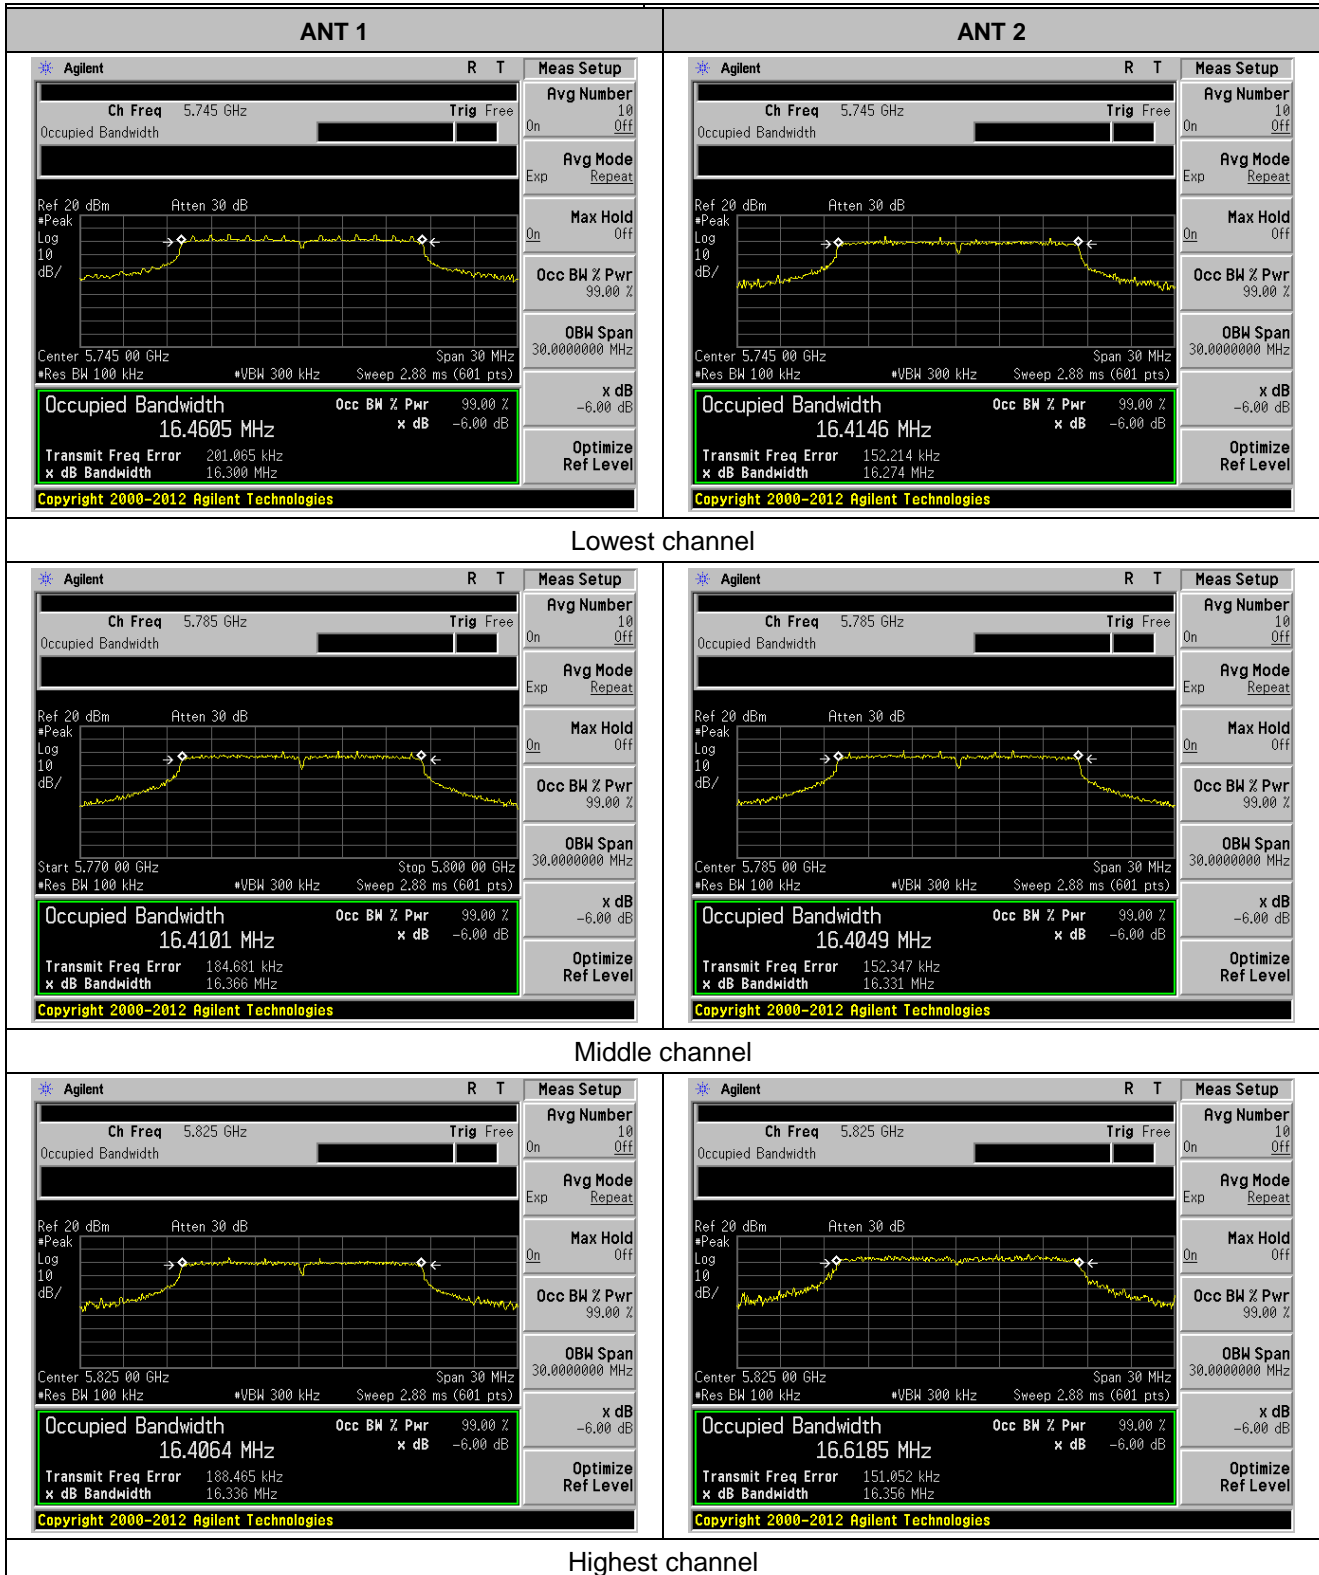 ANT 1
ANT 2
Agilent R T Meas Setup
Ch Freq 5.745 GHz Trig Free
Occupied Bandwidth
Avg Number
10
On Off
Avg Mode
Exp Repeat
Ref 20 dBm Atten 30 dB
#Peak
Log
10
dB/
Max Hold
On Off
Occ BW % Pwr
99.00 %
OBW Span
30.0000000 MHz
Center 5.745 00 GHz Span 30 MHz
#Res BW 100 kHz #VBW 300 kHz Sweep 2.88 ms (601 pts)
x dB
-6.00 dB
Occupied Bandwidth Occ BW % Pwr 99.00 %
16.4605 MHz x dB -6.00 dB
Transmit Freq Error 201.065 kHz
x dB Bandwidth 16.300 MHz
Optimize
Ref Level
Copyright 2000-2012 Agilent Technologies
Agilent R T Meas Setup
Ch Freq 5.745 GHz Trig Free
Occupied Bandwidth
Avg Number
10
On Off
Avg Mode
Exp Repeat
Ref 20 dBm Atten 30 dB
#Peak
Log
10
dB/
Max Hold
On Off
Occ BW % Pwr
99.00 %
OBW Span
30.0000000 MHz
Center 5.745 00 GHz Span 30 MHz
#Res BW 100 kHz #VBW 300 kHz Sweep 2.88 ms (601 pts)
x dB
-6.00 dB
Occupied Bandwidth Occ BW % Pwr 99.00 %
16.4146 MHz x dB -6.00 dB
Transmit Freq Error 152.214 kHz
x dB Bandwidth 16.274 MHz
Optimize
Ref Level
Copyright 2000-2012 Agilent Technologies
Lowest channel
Agilent R T Meas Setup
Ch Freq 5.785 GHz Trig Free
Occupied Bandwidth
Avg Number
10
On Off
Avg Mode
Exp Repeat
Ref 20 dBm Atten 30 dB
#Peak
Log
10
dB/
Max Hold
On Off
Occ BW % Pwr
99.00 %
OBW Span
30.0000000 MHz
Start 5.770 00 GHz Stop 5.800 00 GHz
#Res BW 100 kHz #VBW 300 kHz Sweep 2.88 ms (601 pts)
x dB
-6.00 dB
Occupied Bandwidth Occ BW % Pwr 99.00 %
16.4101 MHz x dB -6.00 dB
Transmit Freq Error 184.681 kHz
x dB Bandwidth 16.366 MHz
Optimize
Ref Level
Copyright 2000-2012 Agilent Technologies
Agilent R T Meas Setup
Ch Freq 5.785 GHz Trig Free
Occupied Bandwidth
Avg Number
10
On Off
Avg Mode
Exp Repeat
Ref 20 dBm Atten 30 dB
#Peak
Log
10
dB/
Max Hold
On Off
Occ BW % Pwr
99.00 %
OBW Span
30.0000000 MHz
Center 5.785 00 GHz Span 30 MHz
#Res BW 100 kHz #VBW 300 kHz Sweep 2.88 ms (601 pts)
x dB
-6.00 dB
Occupied Bandwidth Occ BW % Pwr 99.00 %
16.4049 MHz x dB -6.00 dB
Transmit Freq Error 152.347 kHz
x dB Bandwidth 16.331 MHz
Optimize
Ref Level
Copyright 2000-2012 Agilent Technologies
Middle channel
Agilent R T Meas Setup
Ch Freq 5.825 GHz Trig Free
Occupied Bandwidth
Avg Number
10
On Off
Avg Mode
Exp Repeat
Ref 20 dBm Atten 30 dB
#Peak
Log
10
dB/
Max Hold
On Off
Occ BW % Pwr
99.00 %
OBW Span
30.0000000 MHz
Center 5.825 00 GHz Span 30 MHz
#Res BW 100 kHz #VBW 300 kHz Sweep 2.88 ms (601 pts)
x dB
-6.00 dB
Occupied Bandwidth Occ BW % Pwr 99.00 %
16.4064 MHz x dB -6.00 dB
Transmit Freq Error 188.465 kHz
x dB Bandwidth 16.336 MHz
Optimize
Ref Level
Copyright 2000-2012 Agilent Technologies
Agilent R T Meas Setup
Ch Freq 5.825 GHz Trig Free
Occupied Bandwidth
Avg Number
10
On Off
Avg Mode
Exp Repeat
Ref 20 dBm Atten 30 dB
#Peak
Log
10
dB/
Max Hold
On Off
Occ BW % Pwr
99.00 %
OBW Span
30.0000000 MHz
Center 5.825 00 GHz Span 30 MHz
#Res BW 100 kHz #VBW 300 kHz Sweep 2.88 ms (601 pts)
x dB
-6.00 dB
Occupied Bandwidth Occ BW % Pwr 99.00 %
16.6185 MHz x dB -6.00 dB
Transmit Freq Error 151.052 kHz
x dB Bandwidth 16.356 MHz
Optimize
Ref Level
Copyright 2000-2012 Agilent Technologies
Highest channel